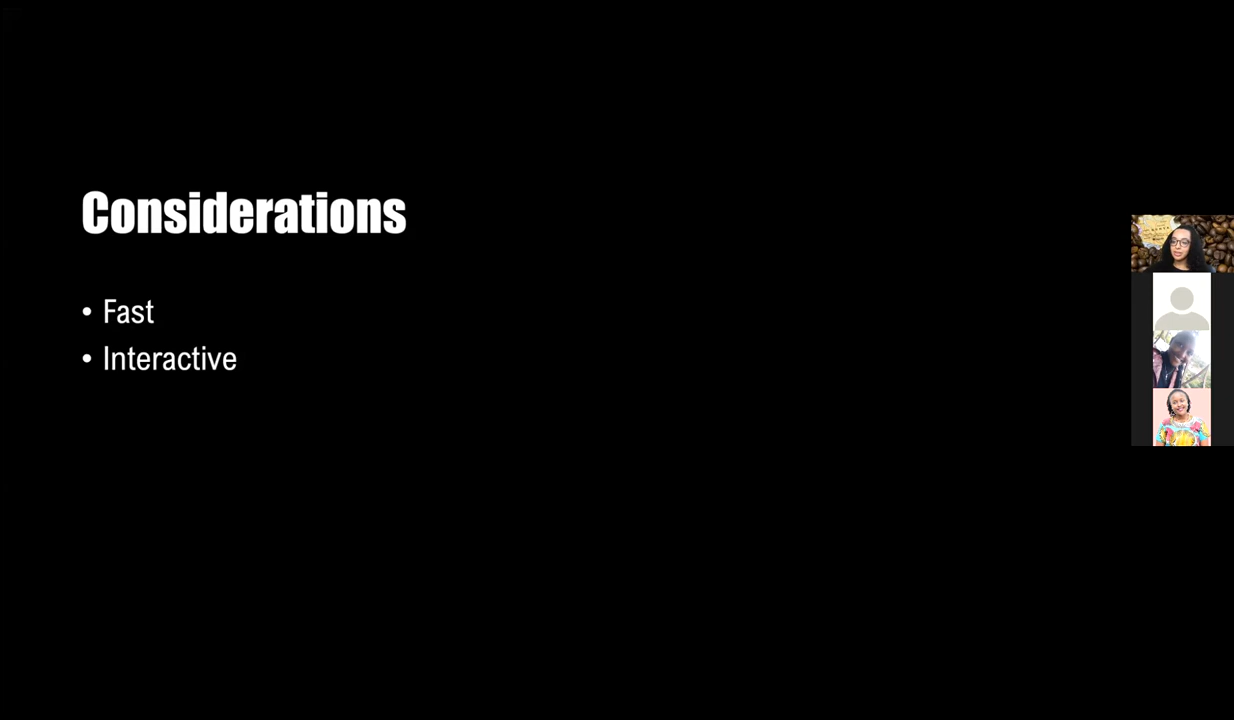 Considerations
• Fast
• Interactive